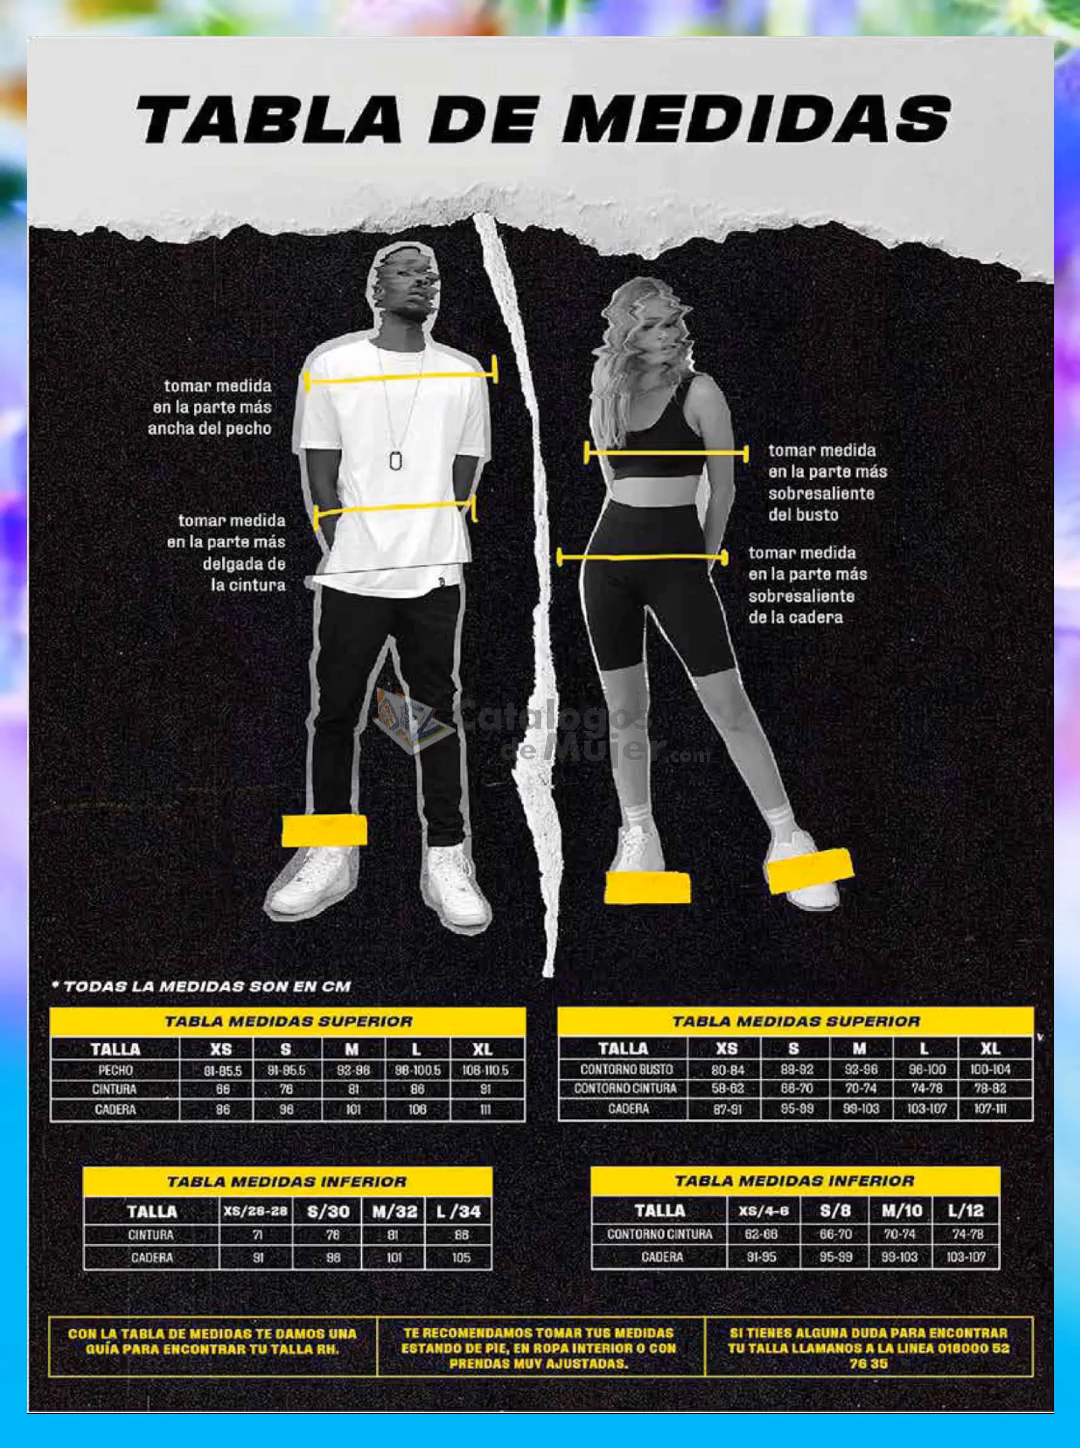 TABLA DE MEDIDAS
tomar medida
en la parte más
ancha del pecho
tomar medida
en la parte más
delgada de
la cintura
tomar medida
en la parte más
sobresaliente
del busto
tomar medida
en la parte más
sobresaliente
de la cadera
Catalogos
deMujer.com
* TODAS LA MEDIDAS SON EN CM
TABLA MEDIDAS SUPERIOR
TALLA XS S M L XL
PECHO 81-85.5 92-96 98-100.5 108-110.5
CINTURA 66 76 81 86 91
CADERA 86 96 101 106 111
TABLA MEDIDAS SUPERIOR
TALLA XS S M L XL
CONTORNO BUSTO 80-84 88-92 92-96 96-100 100-104
CONTORNO CINTURA 58-62 66-70 70-74 74-78 78-82
CADERA 87-91 95-99 99-103 103-107 107-111
TABLA MEDIDAS INFERIOR
TALLA XS/26-28 S/30 M/32 L /34
CINTURA 71 76 81 86
CADERA 91 96 101 105
TABLA MEDIDAS INFERIOR
TALLA XS/4-6 S/8 M/10 L/12
CONTORNO CINTURA 62-66 66-70 70-74 74-78
CADERA 91-95 95-99 99-103 103-107
CON LA TABLA DE MEDIDAS TE DAMOS UNA
GUÍA PARA ENCONTRAR TU TALLA RH.
TE RECOMENDAMOS TOMAR TUS MEDIDAS
ESTANDO DE PIE, EN ROPA INTERIOR O CON
PRENDAS MUY AJUSTADAS.
SI TIENES ALGUNA DUDA PARA ENCONTRAR
TU TALLA LLAMANOS A LA LINEA 018000 52
76 35